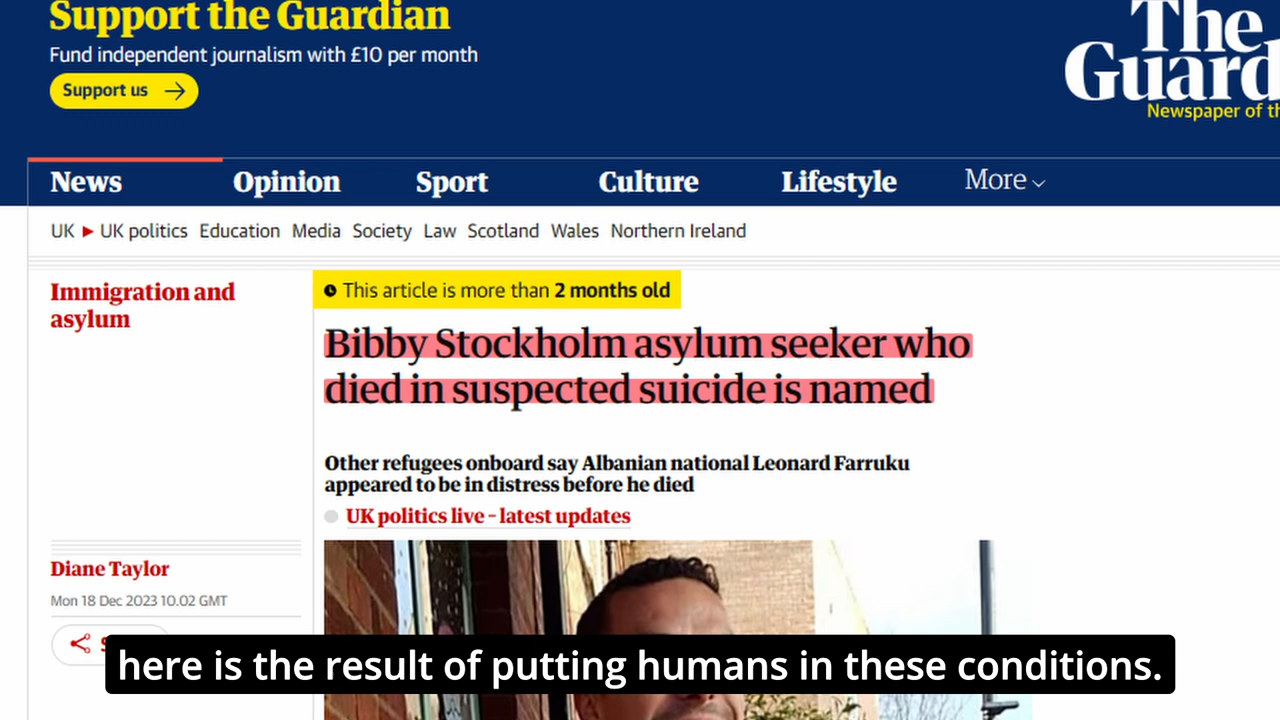 Support the Guardian
Fund independent journalism with £10 per month
Support us
The
Guard
Newspaper of th
News Opinion Sport Culture Lifestyle More
UK UK politics Education Media Society Law Scotland Wales Northern Ireland
Immigration and
asylum
This article is more than 2 months old
Bibby Stockholm asylum seeker who
died in suspected suicide is named
Other refugees onboard say Albanian national Leonard Farruku
appeared to be in distress before he died
UK politics live – latest updates
Diane Taylor
Mon 18 Dec 2023 10.02 GMT
here is the result of putting humans in these conditions.